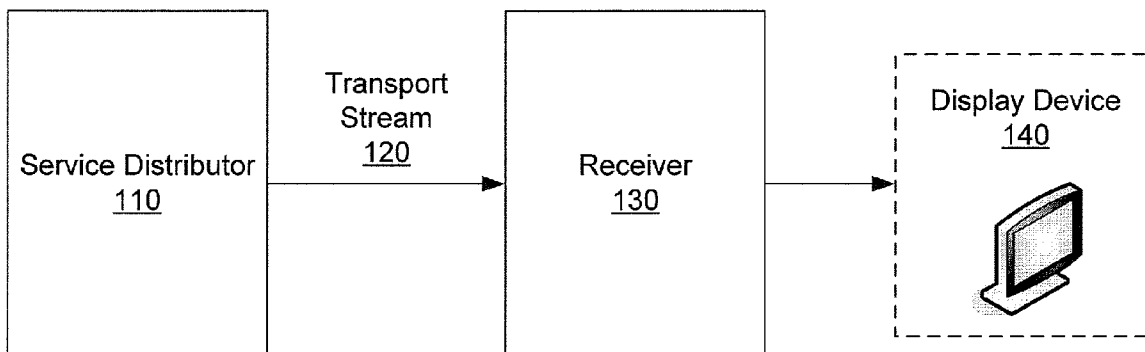 Service Distributor
110
Transport
Stream
120
Receiver
130
Display Device
140